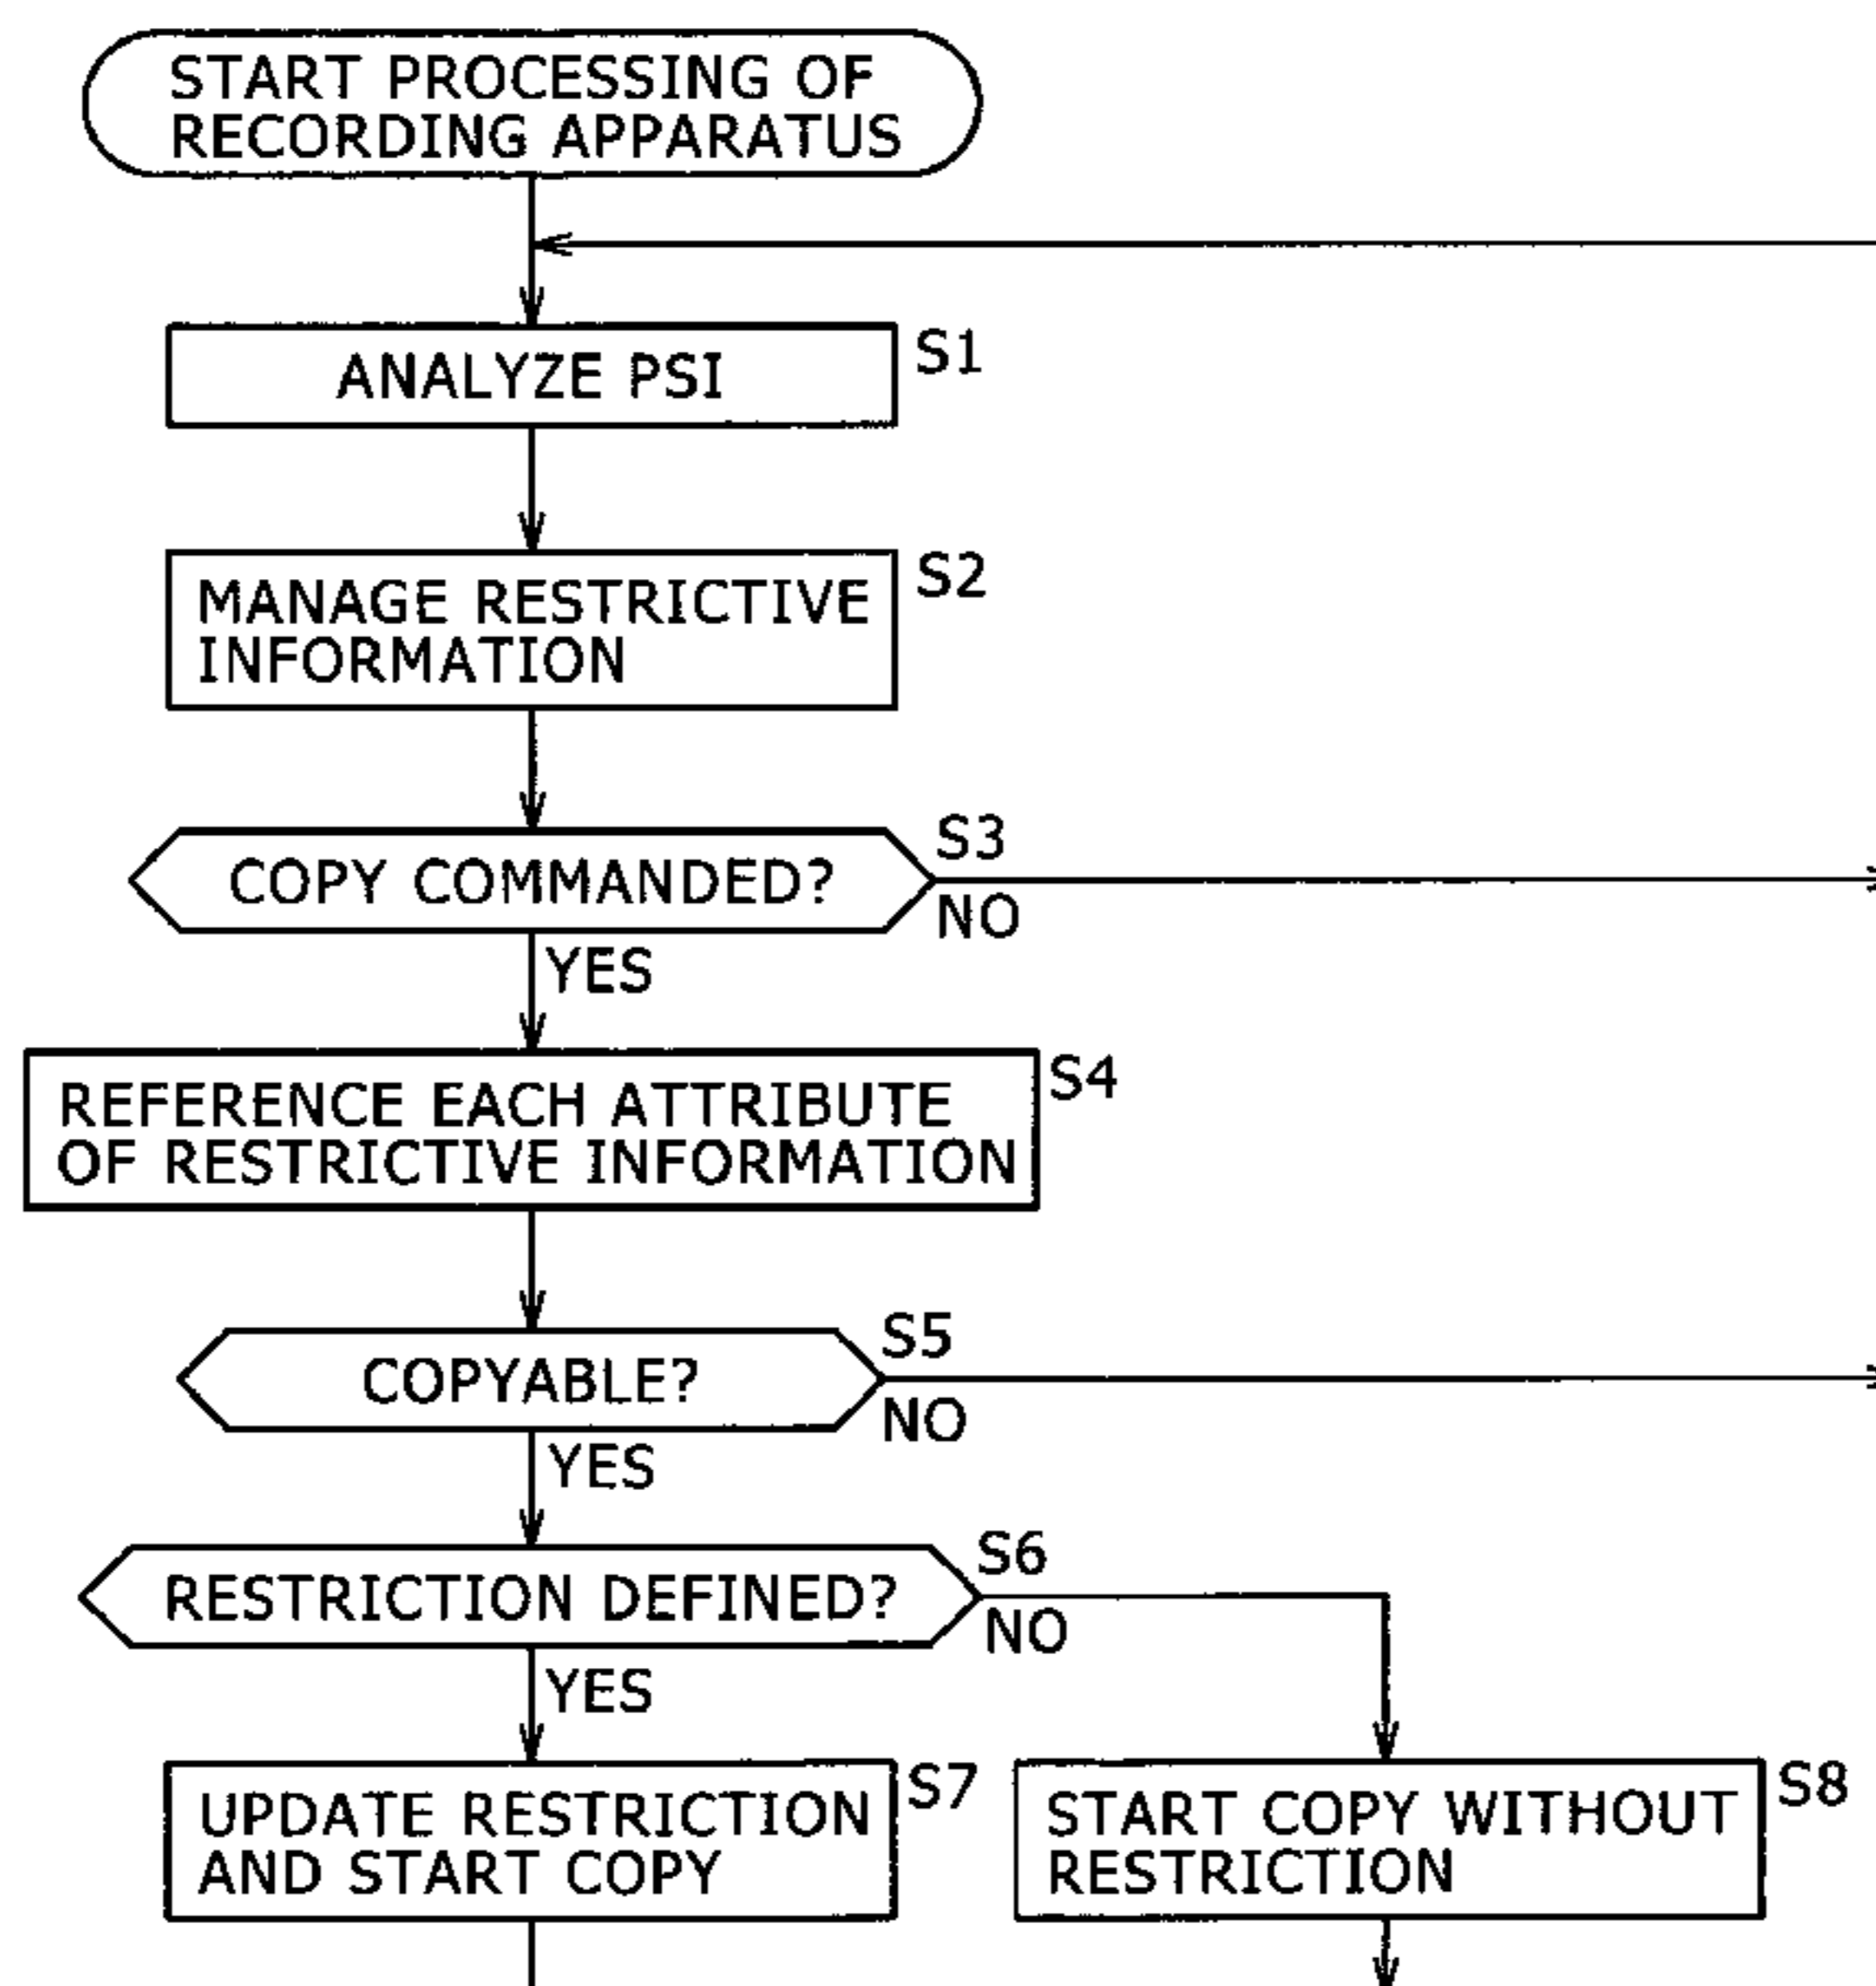 START PROCESSING OF
RECORDING APPARATUS
ANALYZE PSI
S1
MANAGE RESTRICTIVE
INFORMATION
S2
COPY COMMANDED?
S3
NO
YES
REFERENCE EACH ATTRIBUTE
OF RESTRICTIVE INFORMATION
S4
COPYABLE?
S5
NO
YES
RESTRICTION DEFINED?
S6
NO
YES
UPDATE RESTRICTION
AND START COPY
S7
START COPY WITHOUT
RESTRICTION
S8